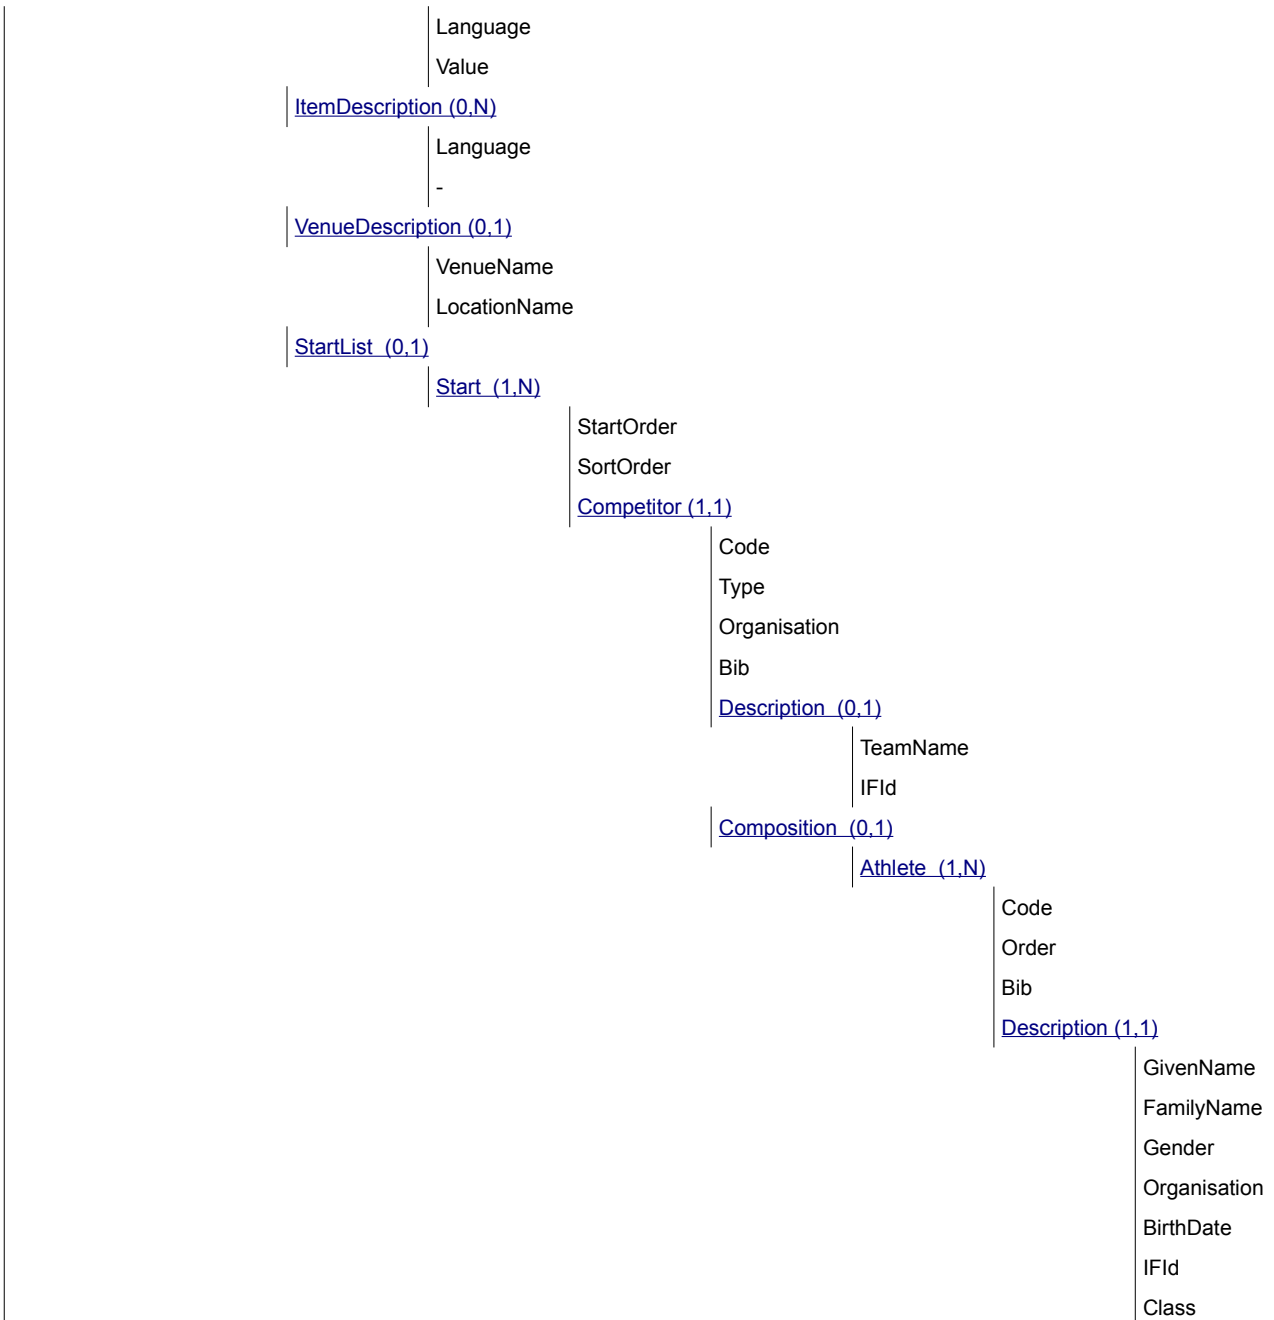 Language
Value
ItemDescription (0,N)
Language
-
VenueDescription (0,1)
VenueName
LocationName
StartList  (0,1)
Start  (1,N)
StartOrder
SortOrder
Competitor (1,1)
Code
Type
Organisation
Bib
Description  (0,1)
TeamName
IFId
Composition  (0,1)
Athlete  (1,N)
Code
Order
Bib
Description (1,1)
GivenName
FamilyName
Gender
Organisation
BirthDate
IFId
Class